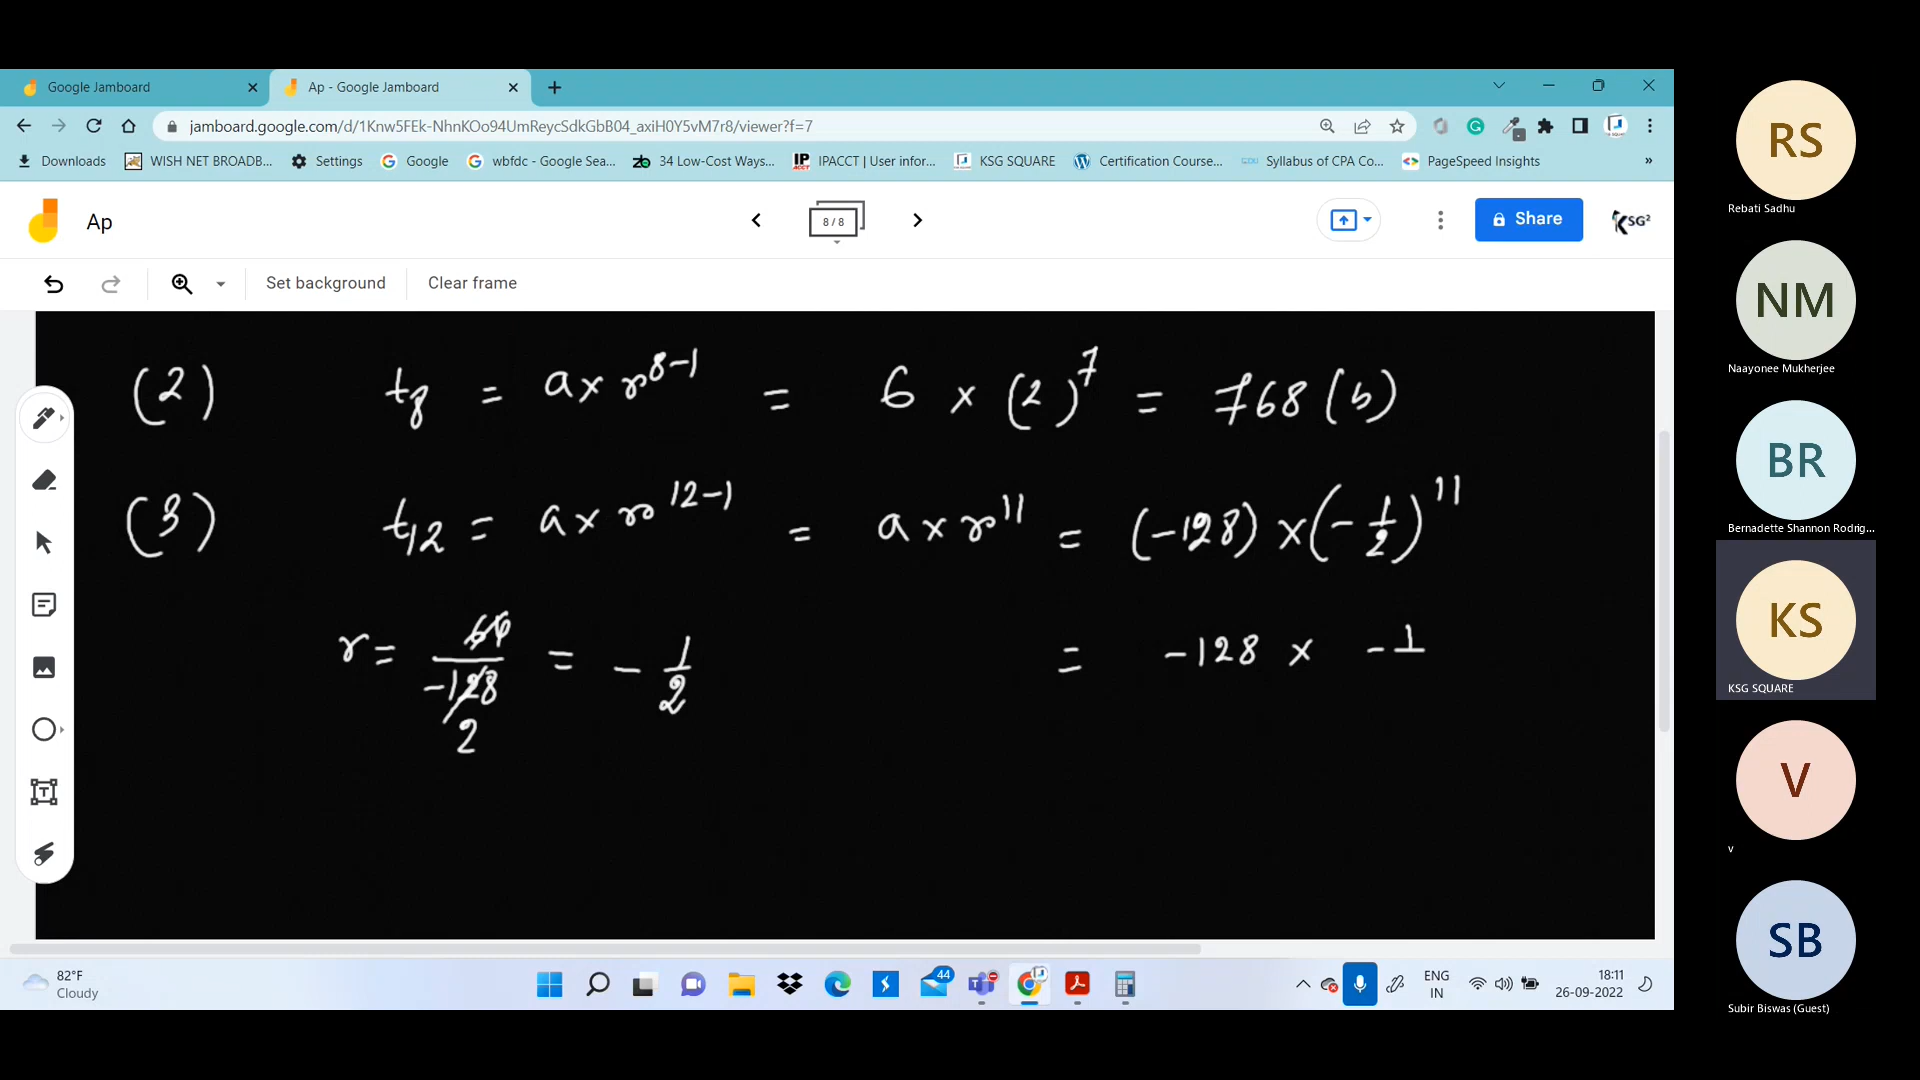 Google Jamboard
Ap - Google Jamboard
jamboard.google.com/d/1Knw5FEk-NhnKOo94UmReycSdkGbB04_axiH0Y5vM7r8/viewer?f=7
Downloads WISH NET BROADB... Settings Google wbfdc - Google Sea... 34 Low-Cost Ways... IPACCT | User infor... KSG SQUARE Certification Course... Syllabus of CPA Co... PageSpeed Insights »
Ap
8 / 8
Share
KSG²
Set background Clear frame
(2) t₈ = a × r⁸⁻¹ = 6 × (2)⁷ = 768 (b)
(3) t₁₂ = a × r¹²⁻¹ = a × r¹¹ = (-128) × (-1/2)¹¹
r = 64/-128 = - 1/2 = -128 × -1
2
82°F
Cloudy
44
ENG
IN
18:11
26-09-2022
RS
Rebati Sadhu
NM
Naayonee Mukherjee
BR
Bernadette Shannon Rodrig...
KS
KSG SQUARE
V
v
SB
Subir Biswas (Guest)